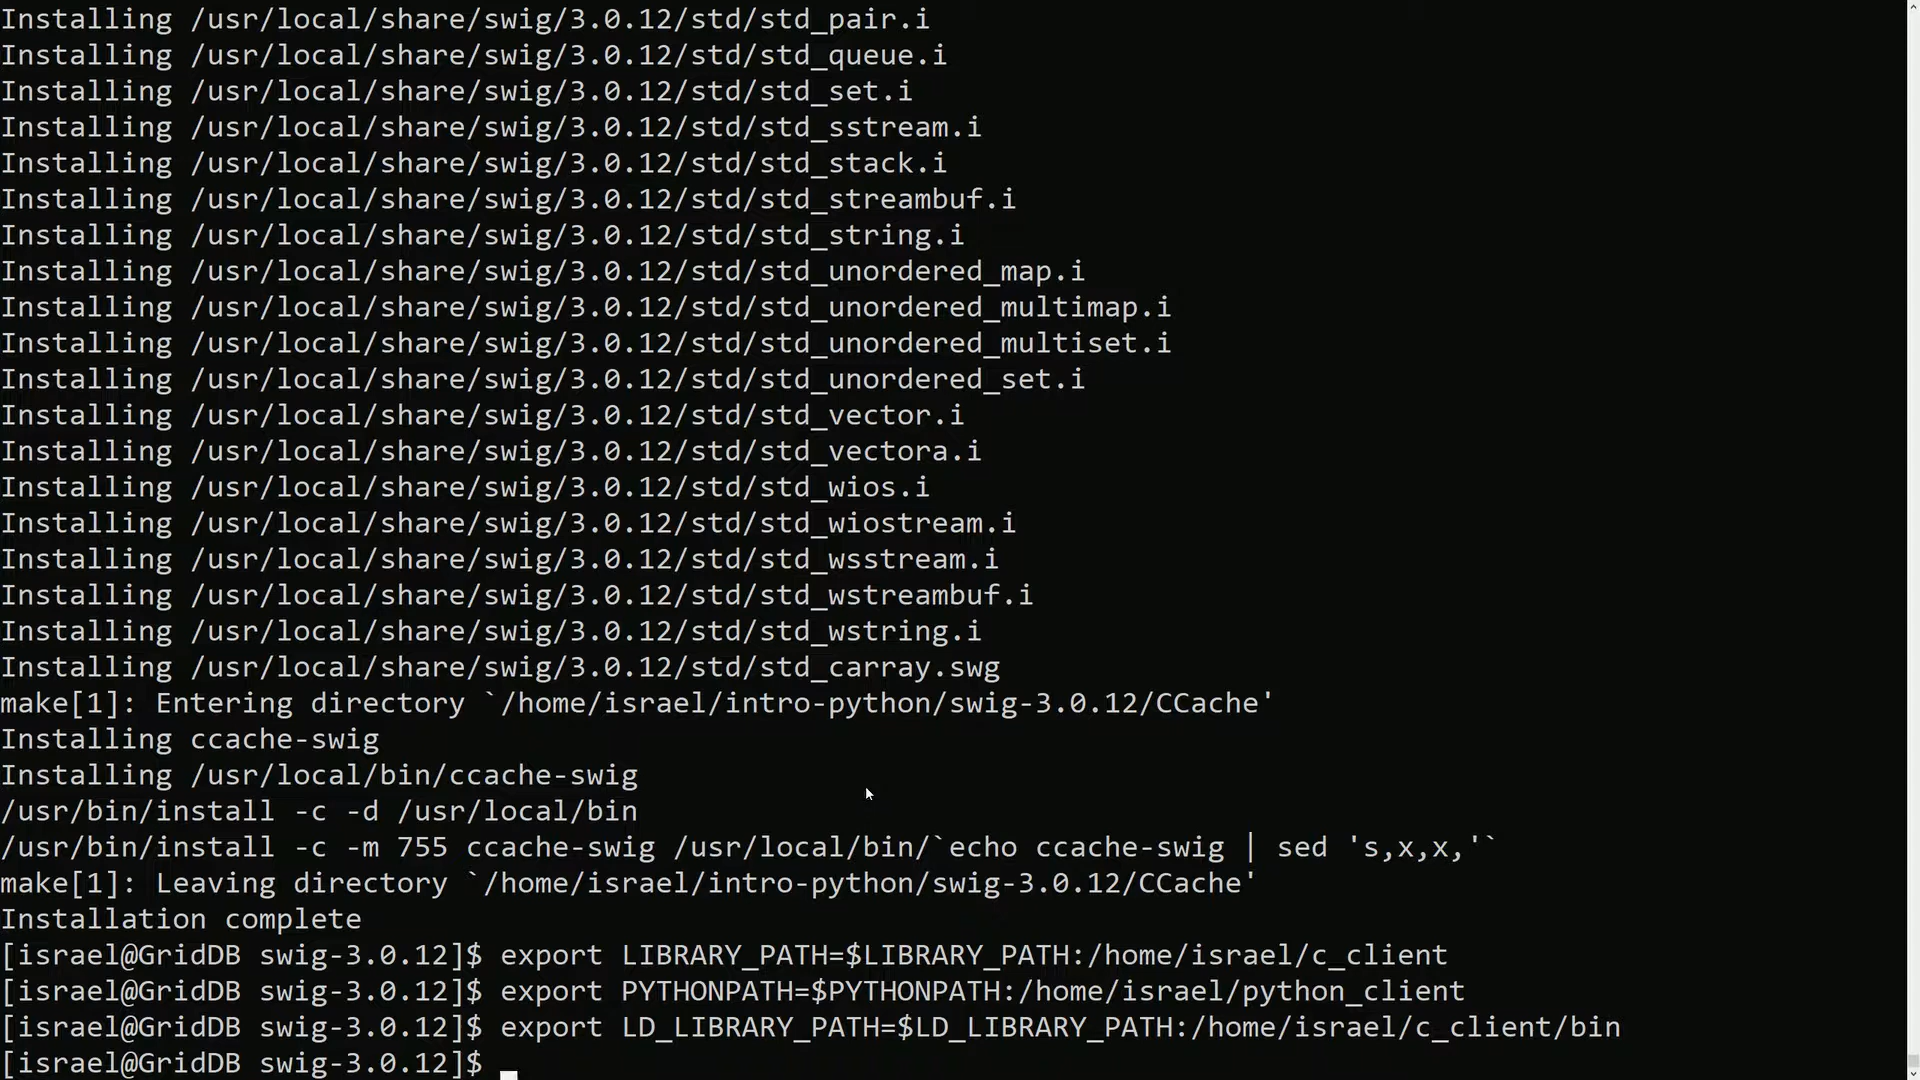 Installing /usr/local/share/swig/3.0.12/std/std_pair.i
Installing /usr/local/share/swig/3.0.12/std/std_queue.i
Installing /usr/local/share/swig/3.0.12/std/std_set.i
Installing /usr/local/share/swig/3.0.12/std/std_sstream.i
Installing /usr/local/share/swig/3.0.12/std/std_stack.i
Installing /usr/local/share/swig/3.0.12/std/std_streambuf.i
Installing /usr/local/share/swig/3.0.12/std/std_string.i
Installing /usr/local/share/swig/3.0.12/std/std_unordered_map.i
Installing /usr/local/share/swig/3.0.12/std/std_unordered_multimap.i
Installing /usr/local/share/swig/3.0.12/std/std_unordered_multiset.i
Installing /usr/local/share/swig/3.0.12/std/std_unordered_set.i
Installing /usr/local/share/swig/3.0.12/std/std_vector.i
Installing /usr/local/share/swig/3.0.12/std/std_vectora.i
Installing /usr/local/share/swig/3.0.12/std/std_wios.i
Installing /usr/local/share/swig/3.0.12/std/std_wiostream.i
Installing /usr/local/share/swig/3.0.12/std/std_wsstream.i
Installing /usr/local/share/swig/3.0.12/std/std_wstreambuf.i
Installing /usr/local/share/swig/3.0.12/std/std_wstring.i
Installing /usr/local/share/swig/3.0.12/std/std_carray.swg
make[1]: Entering directory `/home/israel/intro-python/swig-3.0.12/CCache'
Installing ccache-swig
Installing /usr/local/bin/ccache-swig
/usr/bin/install -c -d /usr/local/bin
/usr/bin/install -c -m 755 ccache-swig /usr/local/bin/`echo ccache-swig | sed 's,x,x,'`
make[1]: Leaving directory `/home/israel/intro-python/swig-3.0.12/CCache'
Installation complete
[israel@GridDB swig-3.0.12]$ export LIBRARY_PATH=$LIBRARY_PATH:/home/israel/c_client
[israel@GridDB swig-3.0.12]$ export PYTHONPATH=$PYTHONPATH:/home/israel/python_client
[israel@GridDB swig-3.0.12]$ export LD_LIBRARY_PATH=$LD_LIBRARY_PATH:/home/israel/c_client/bin
[israel@GridDB swig-3.0.12]$